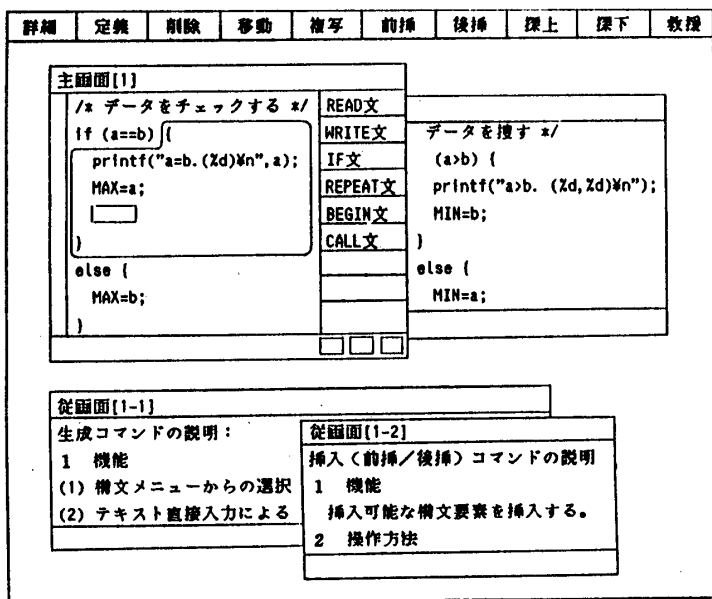 詳細 定義 削除 移動 複写 前挿 後挿 深上 深下 救援
主画面[1]
/* データをチェックする */
if (a==b) {
printf("a=b.(%d)¥n",a);
MAX=a;
}
else {
MAX=b;
}
READ文
WRITE文
IF文
REPEAT文
BEGIN文
CALL文
データを捜す */
(a>b) {
printf("a>b. (%d,%d)¥n");
MIN=b;
}
else {
MIN=a;
従画面[1-1]
生成コマンドの説明:
1 機能
(1) 構文メニューからの選択
(2) テキスト直接入力による
従画面[1-2]
挿入(前挿/後挿)コマンドの説明
1 機能
挿入可能な構文要素を挿入する。
2 操作方法